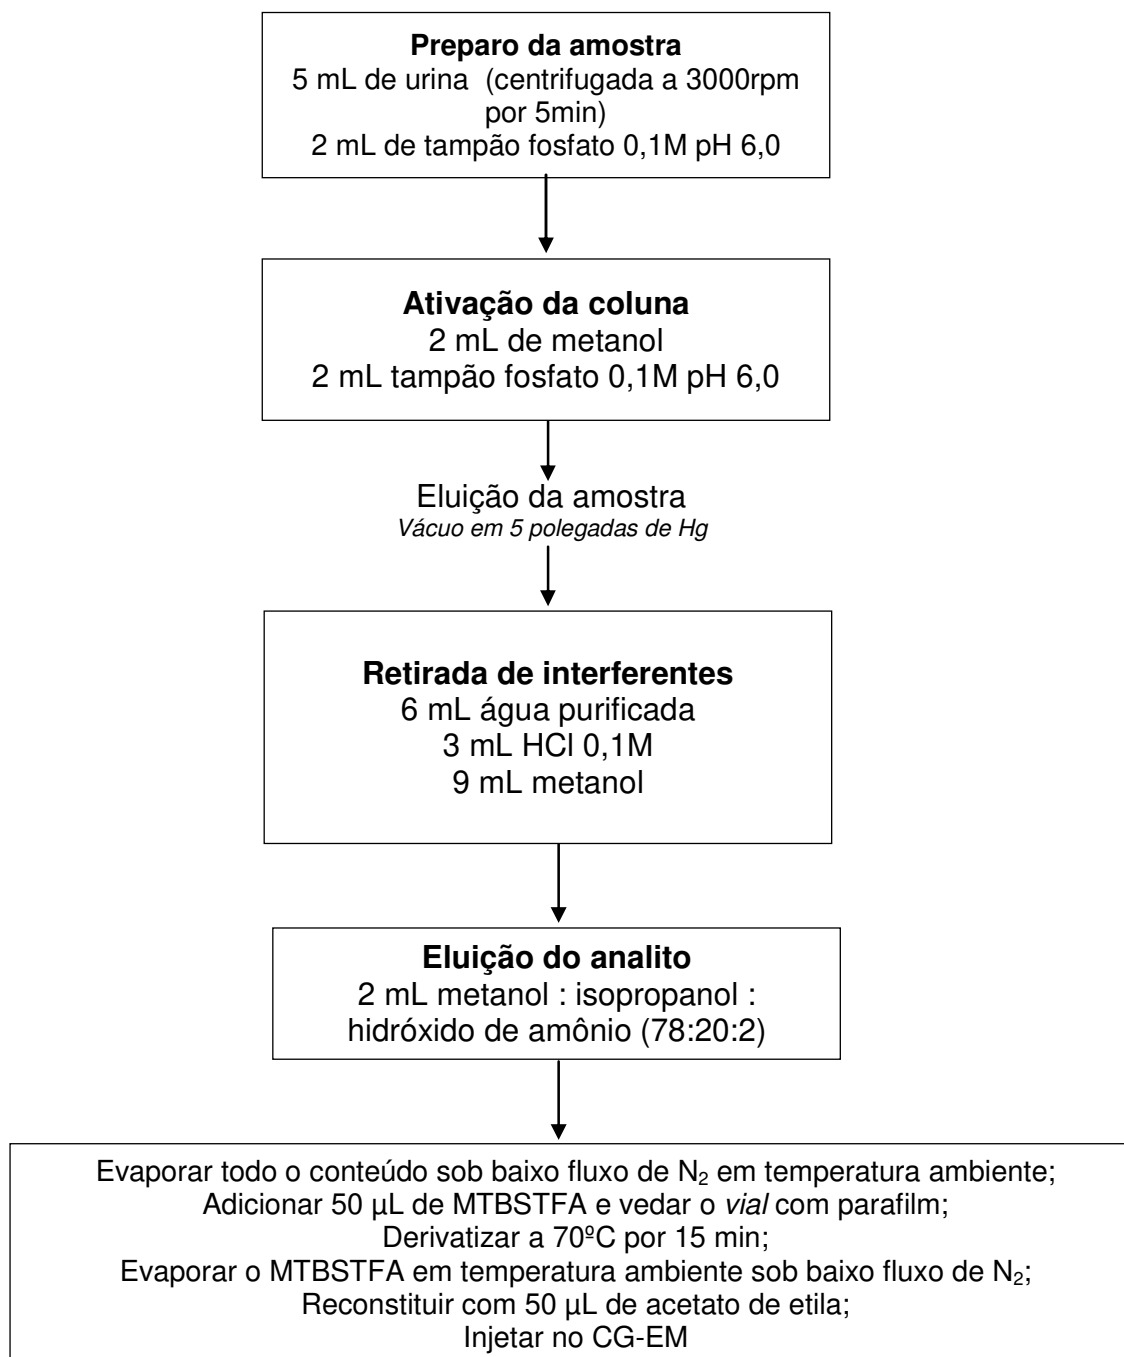 Preparo da amostra
5 mL de urina (centrifugada a 3000rpm
por 5min)
2 mL de tampão fosfato 0,1M pH 6,0
Ativação da coluna
2 mL de metanol
2 mL tampão fosfato 0,1M pH 6,0
Eluição da amostra
Vácuo em 5 polegadas de Hg
Retirada de interferentes
6 mL água purificada
3 mL HCl 0,1M
9 mL metanol
Eluição do analito
2 mL metanol : isopropanol :
hidróxido de amônio (78:20:2)
Evaporar todo o conteúdo sob baixo fluxo de N₂ em temperatura ambiente;
Adicionar 50 µL de MTBSTFA e vedar o vial com parafilm;
Derivatizar a 70ºC por 15 min;
Evaporar o MTBSTFA em temperatura ambiente sob baixo fluxo de N₂;
Reconstituir com 50 µL de acetato de etila;
Injetar no CG-EM